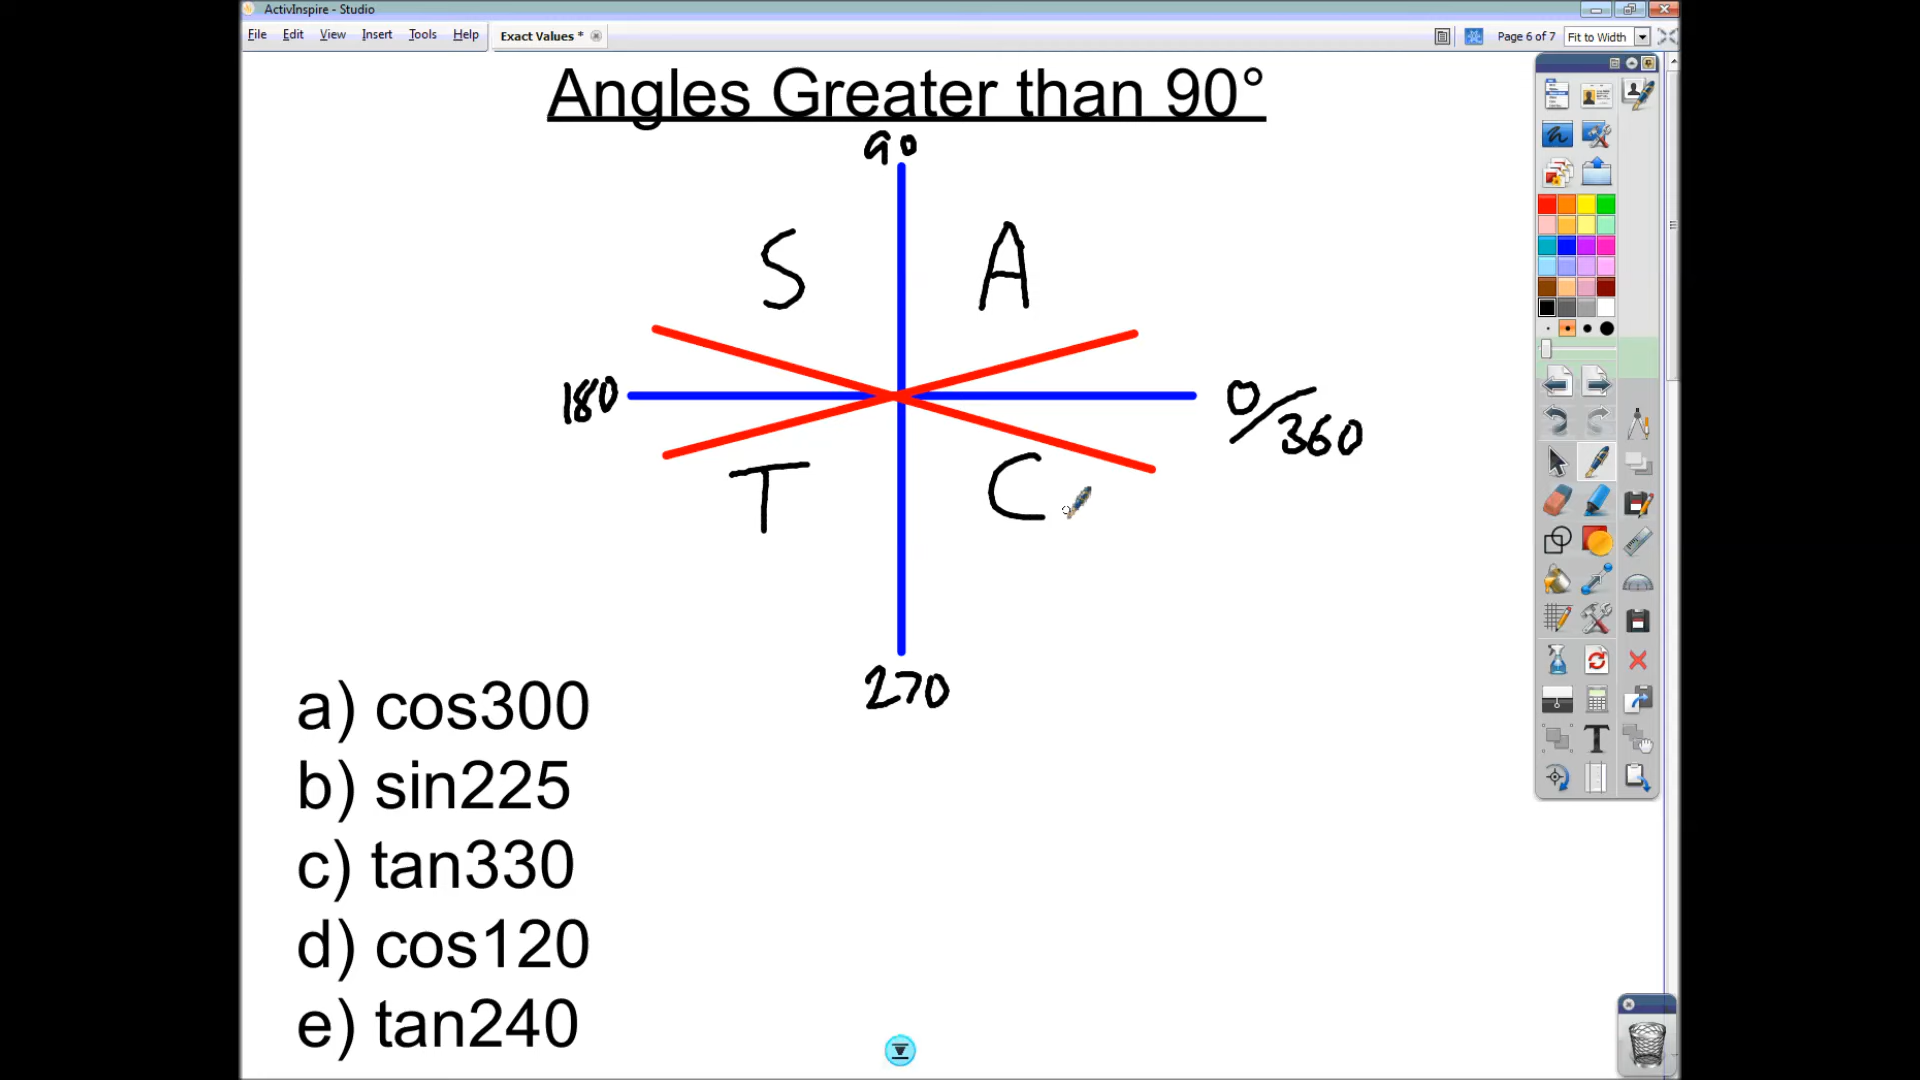 ActivInspire - Studio
File Edit View Insert Tools Help
Exact Values *
Page 6 of 7
Fit to Width
Angles Greater than 90°
90
S A
180
0/360
T C
270
a) cos300
b) sin225
c) tan330
d) cos120
e) tan240